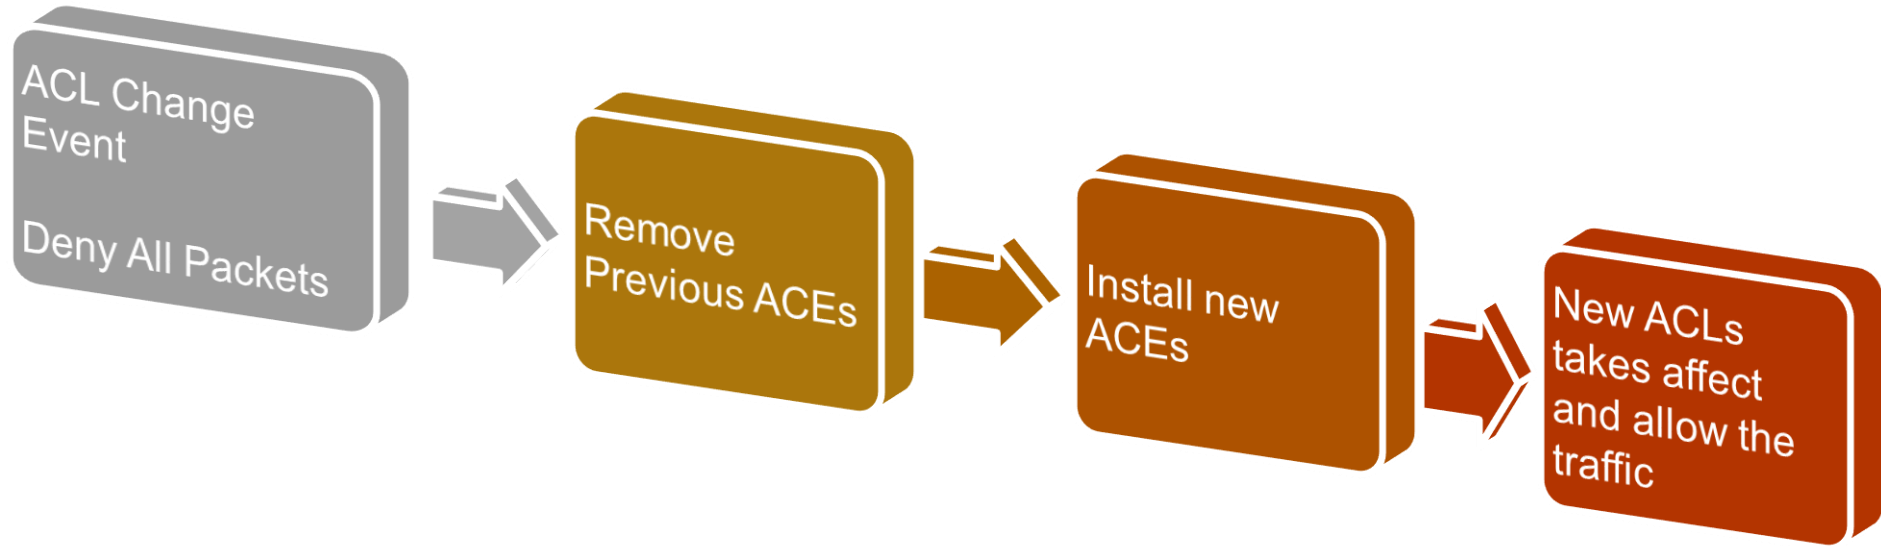 ACL Change
Event
Deny All Packets
Remove
Previous ACEs
Install new
ACEs
New ACLs
takes affect
and allow the
traffic